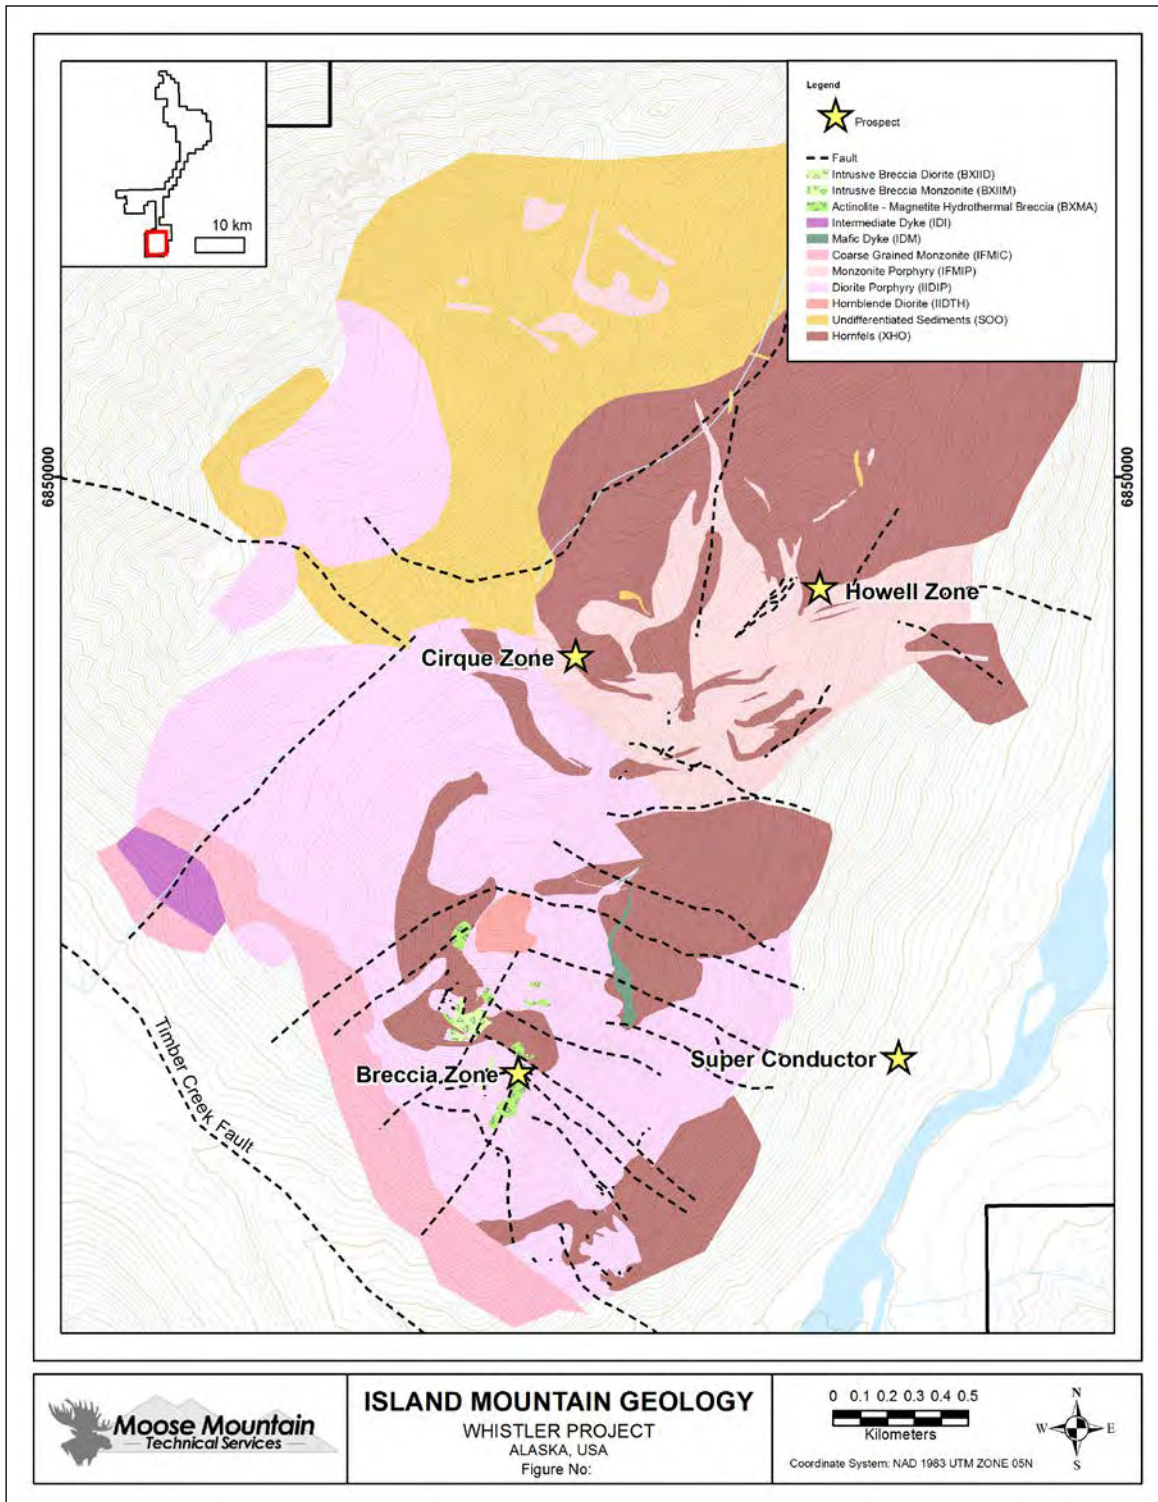 10 km
Legend
Prospect
Fault
Intrusive Breccia Diorite (BXIID)
Intrusive Breccia Monzonite (BXIIM)
Actinolite - Magnetite Hydrothermal Breccia (BXMA)
Intermediate Dyke (IDI)
Mafic Dyke (IDM)
Coarse Grained Monzonite (IFMIC)
Monzonite Porphyry (IFMIP)
Diorite Porphyry (IIDIP)
Hornblende Diorite (IIDTH)
Undifferentiated Sediments (SOO)
Hornfels (XHO)
6850000
6850000
Howell Zone
Cirque Zone
Super Conductor
Breccia Zone
Timber Creek Fault
Moose Mountain
Technical Services
ISLAND MOUNTAIN GEOLOGY
WHISTLER PROJECT
ALASKA, USA
Figure No:
0 0.1 0.2 0.3 0.4 0.5
Kilometers
N
W E
S
Coordinate System: NAD 1983 UTM ZONE 05N